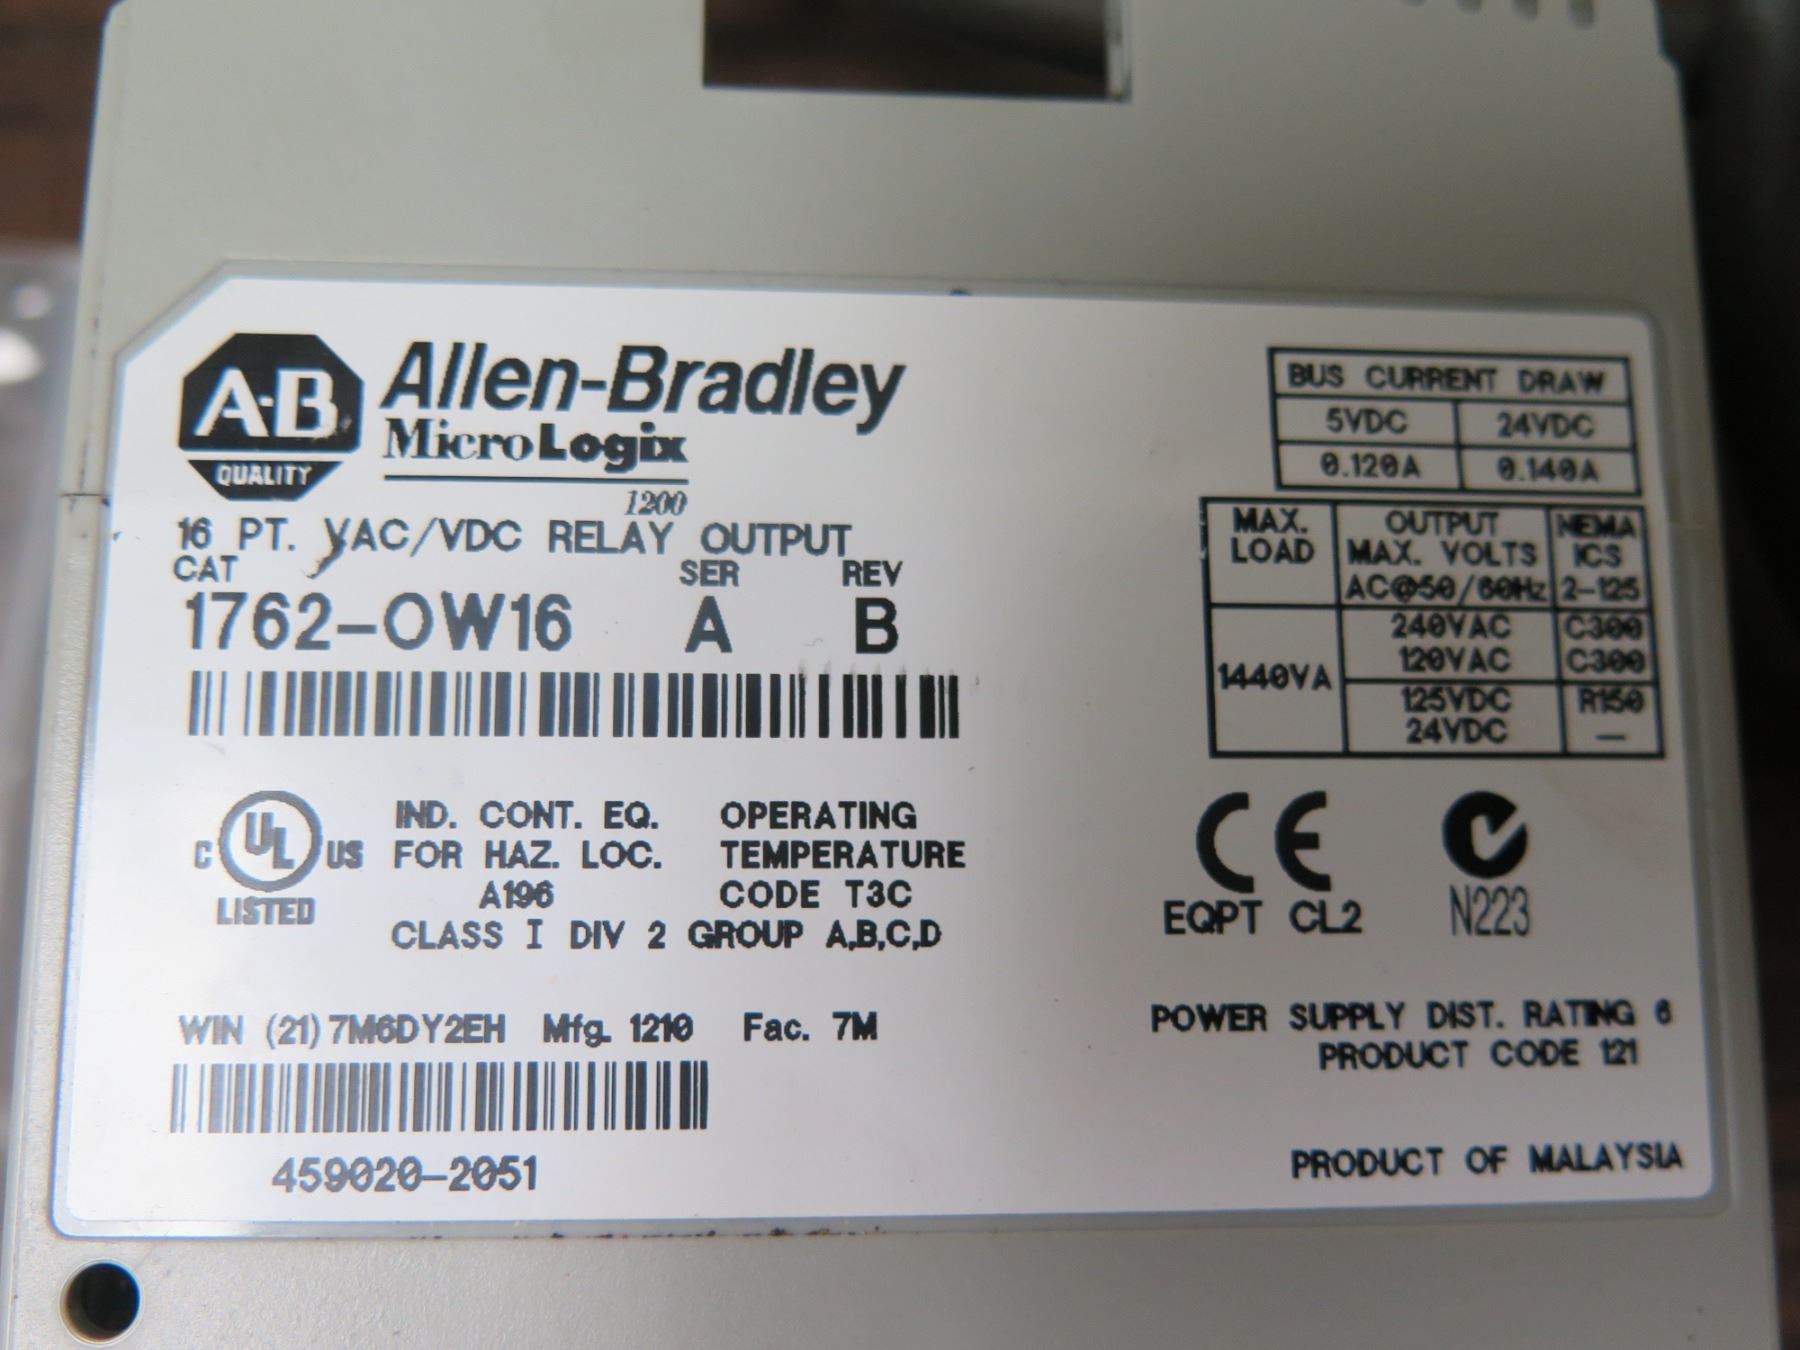 A-B
QUALITY
Allen-Bradley
MicroLogix
1200
16 PT. VAC/VDC RELAY OUTPUT
CAT SER REV
1762-OW16 A B
BUS CURRENT DRAW
5VDC 24VDC
0.120A 0.140A
MAX. LOAD OUTPUT MAX. VOLTS AC@50/60Hz NEMA ICS 2-125
1440VA
240VAC C300
120VAC C300
125VDC R150
24VDC —
C UL US
LISTED
IND. CONT. EQ.
FOR HAZ. LOC.
A196
OPERATING
TEMPERATURE
CODE T3C
CLASS I DIV 2 GROUP A,B,C,D
CE
EQPT CL2
N223
WIN (21) 7M6DY2EH Mfg. 1210 Fac. 7M
459020-2051
POWER SUPPLY DIST. RATING 6
PRODUCT CODE 121
PRODUCT OF MALAYSIA